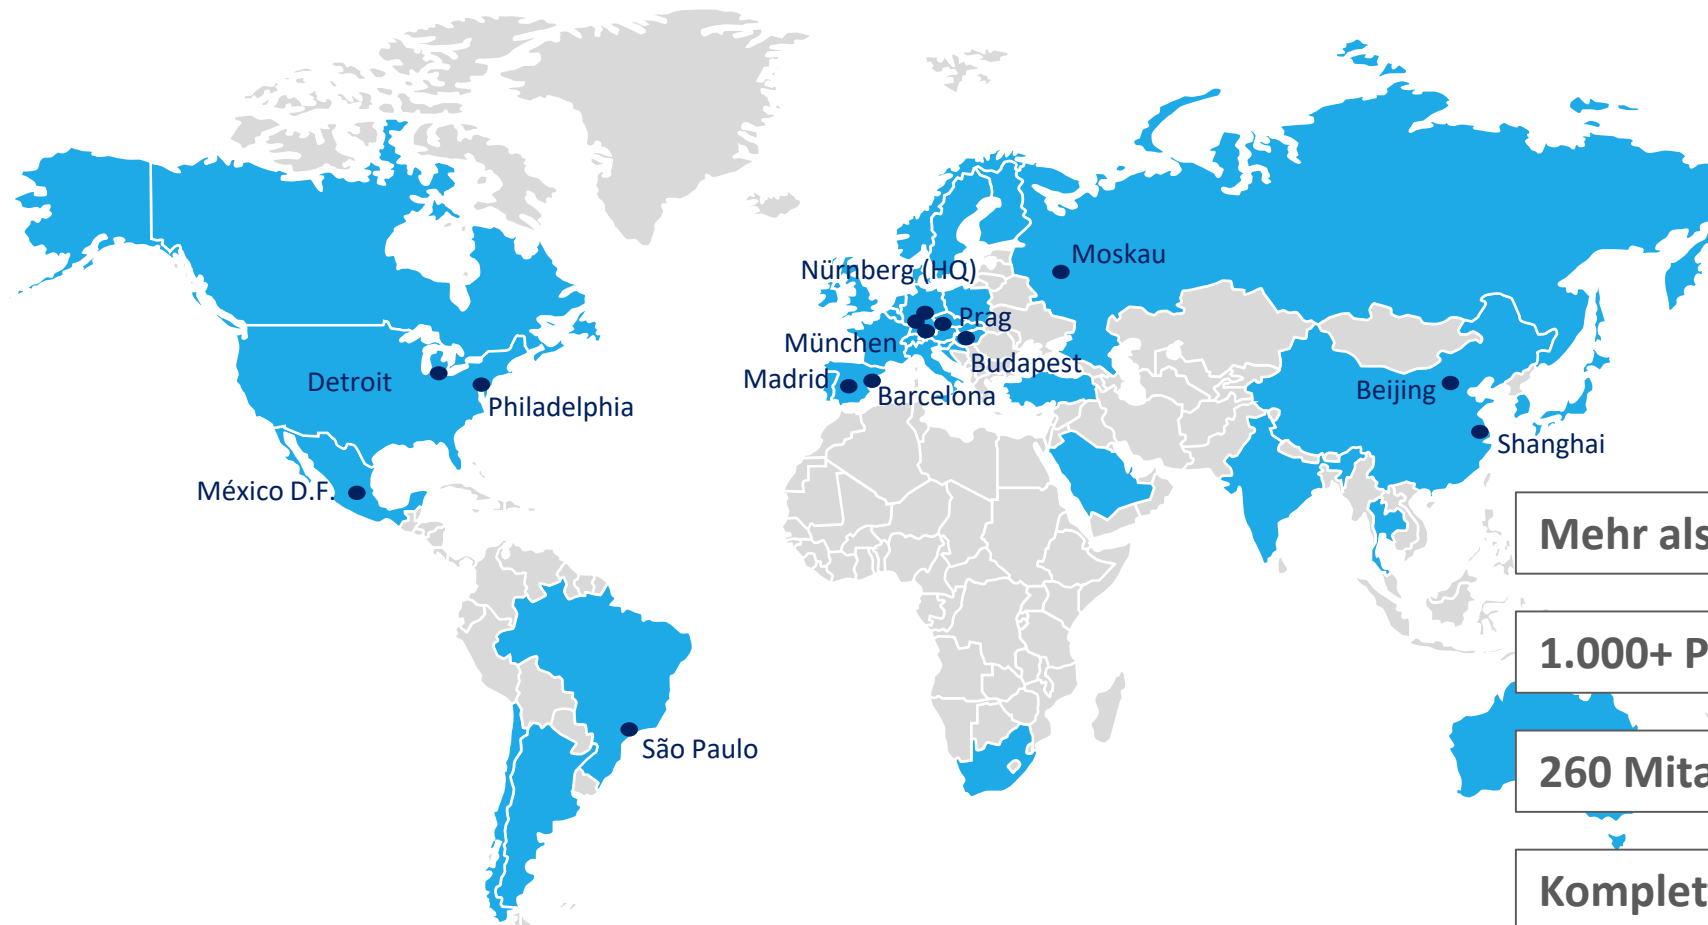 Moskau
Nürnberg (HQ)
Prag
München
Budapest
Madrid
Barcelona
Detroit
Philadelphia
Beijing
Shanghai
México D.F.
São Paulo
Mehr als
1.000+ P
260 Mita
Komplet